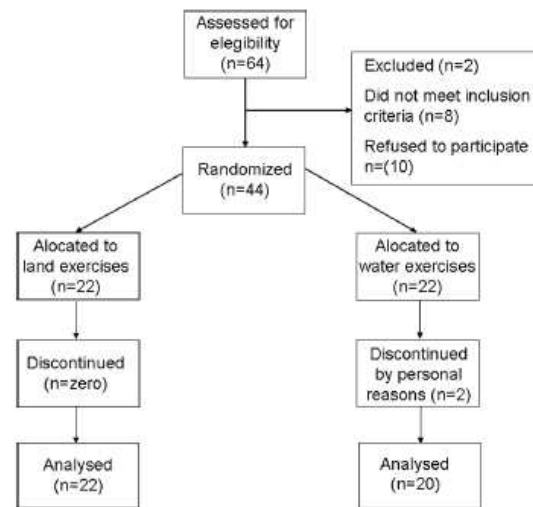 Assessed for
elegibility
(n=64)
Excluded (n=2)
Did not meet inclusion
criteria (n=8)
Refused to participate
n=(10)
Randomized
(n=44)
Alocated to
land exercises
(n=22)
Alocated to
water exercises
(n=22)
Discontinued
(n=zero)
Discontinued
by personal
reasons (n=2)
Analysed
(n=22)
Analysed
(n=20)